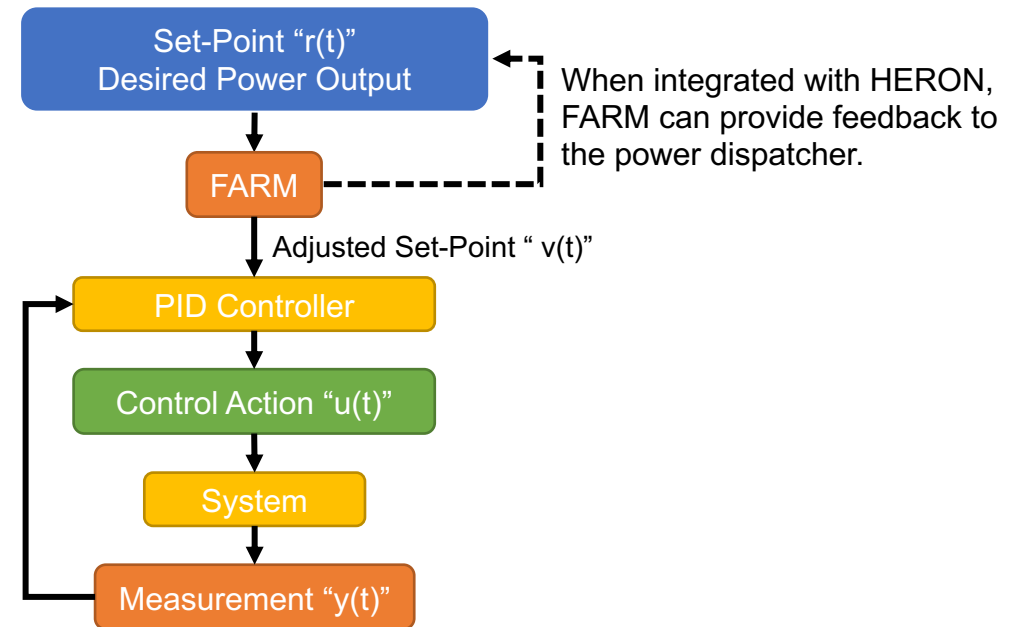 Set-Point “r(t)”
Desired Power Output
When integrated with HERON,
FARM can provide feedback to
the power dispatcher.
FARM
Adjusted Set-Point “ v(t)”
PID Controller
Control Action “u(t)”
System
Measurement “y(t)”